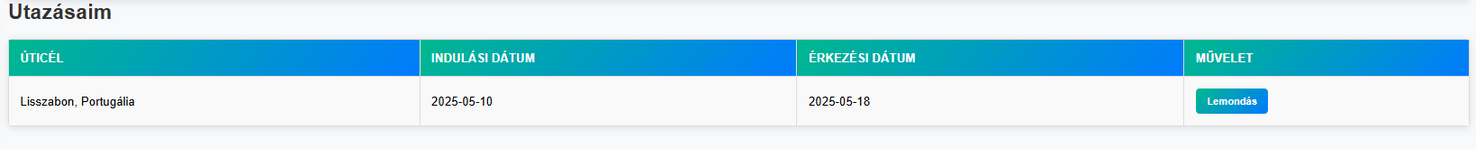 Utazásaim
ÚTICÉL INDULÁSI DÁTUM ÉRKEZÉSI DÁTUM MŰVELET
Lisszabon, Portugália 2025-05-10 2025-05-18 Lemondás